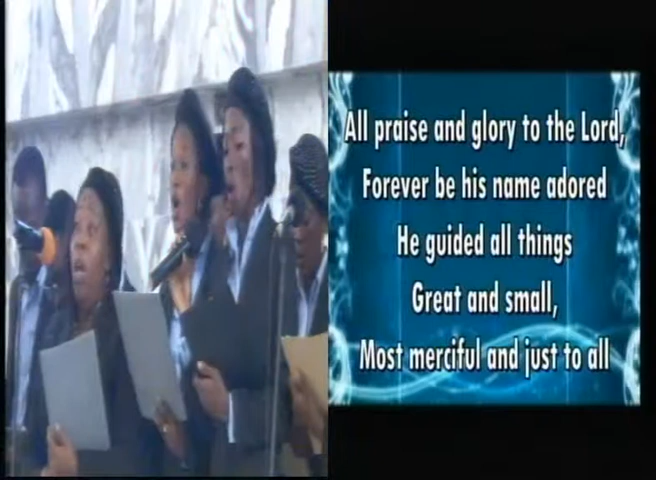 All praise and glory to the Lord,
Forever be his name adored
He guided all things
Great and small,
Most merciful and just to all